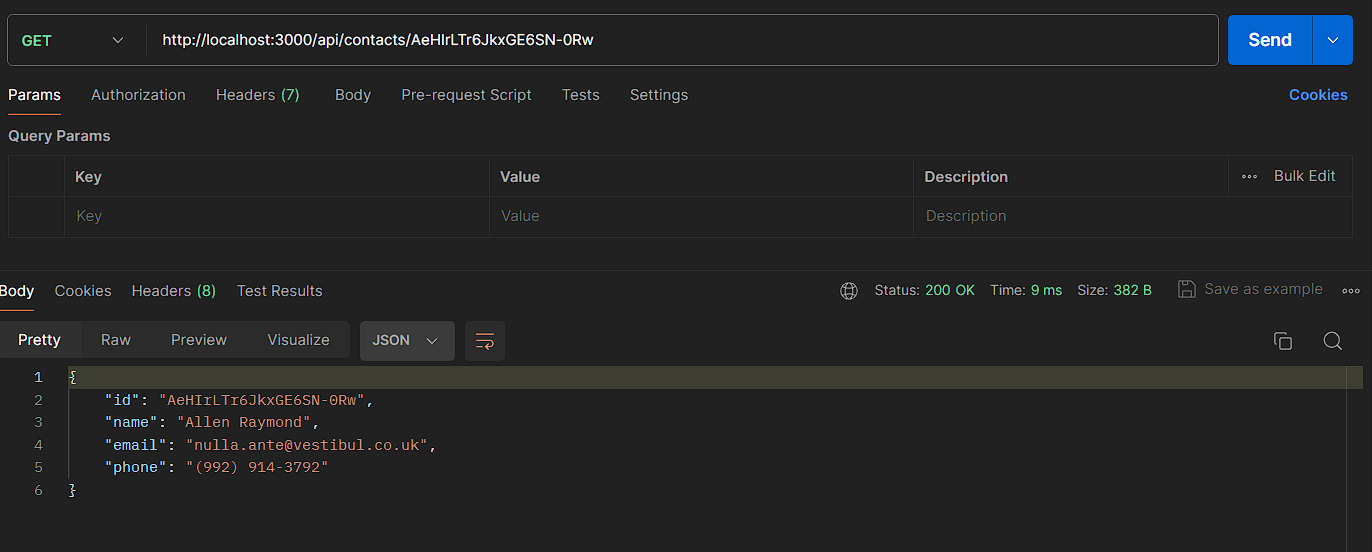 GET http://localhost:3000/api/contacts/AeHIrLTr6JkxGE6SN-0Rw Send
Params Authorization Headers (7) Body Pre-request Script Tests Settings Cookies
Query Params
Key Value Description Bulk Edit
Key Value Description
Body Cookies Headers (8) Test Results Status: 200 OK Time: 9 ms Size: 382 B Save as example
Pretty Raw Preview Visualize JSON
1 {
2 "id": "AeHIrLTr6JkxGE6SN-0Rw",
3 "name": "Allen Raymond",
4 "email": "nulla.ante@vestibul.co.uk",
5 "phone": "(992) 914-3792"
6 }